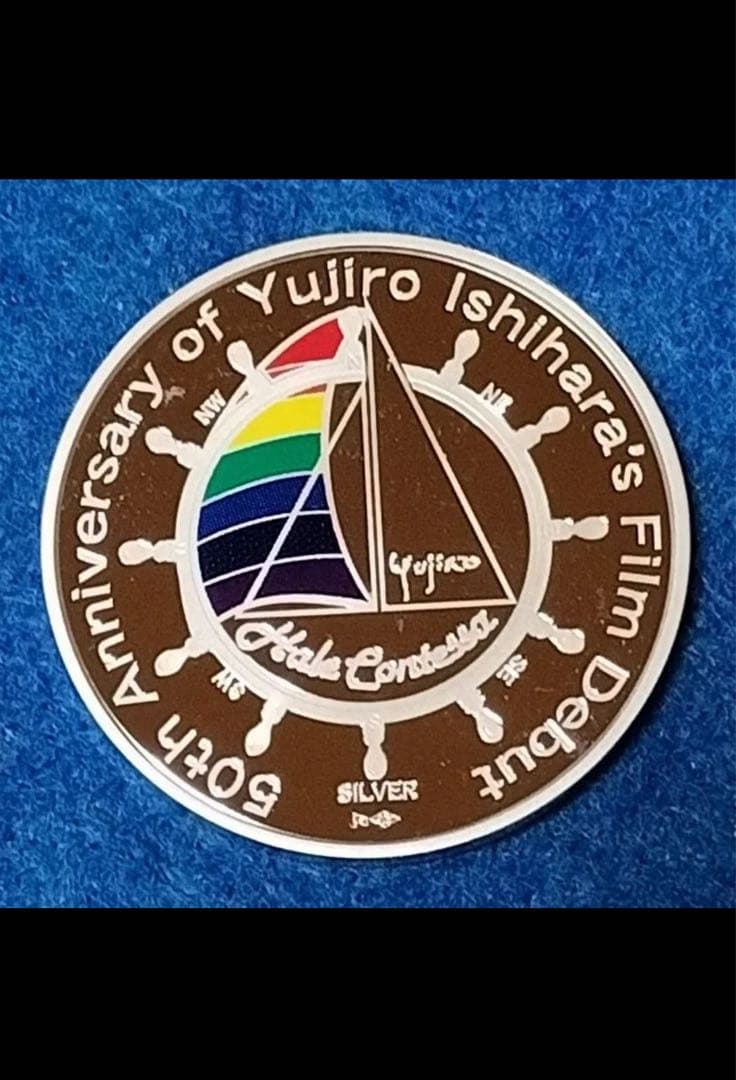 50th Anniversary of Yujiro Ishihara's Film Debut
NW
NE
Yujiro
Hale Contessa
SW
SE
SILVER